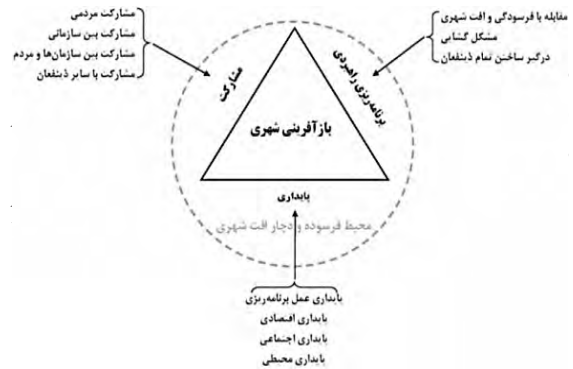 مقابله با فرسودگی و افت شهری
مشکل گشایی
درگیر ساختن تمام ذینفعان
مشارکت مردمی
مشارکت بین سازمانی
مشارکت بین سازمان‌ها و مردم
مشارکت با سایر ذینفعان
برنامه‌ریزی راهبردی
مشارکت
بازآفرینی شهری
پایداری
محیط فرسوده و دچار افت شهری
پایداری عمل برنامه‌ریزی
پایداری اقتصادی
پایداری اجتماعی
پایداری محیطی